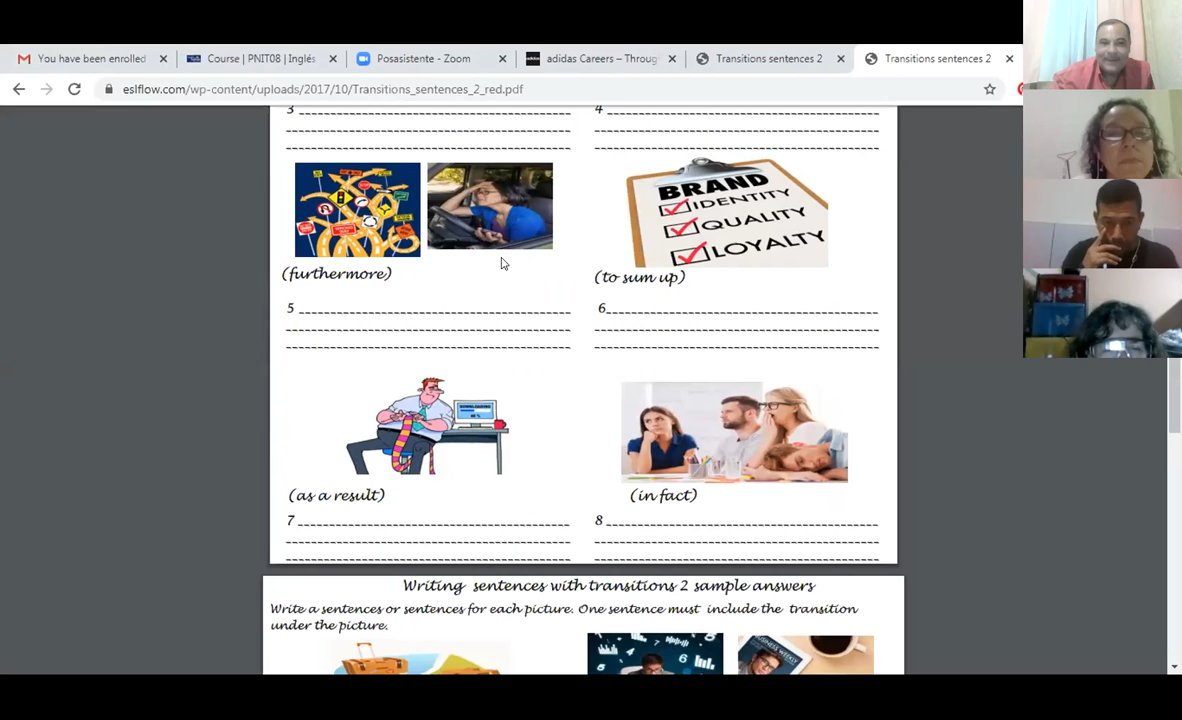 You have been enrolled
Course | PNIT08 | Inglés
Posasistente - Zoom
adidas Careers – Throug
Transitions sentences 2
Transitions sentences 2
eslflow.com/wp-content/uploads/2017/10/Transitions_sentences_2_red.pdf
3
4
BRAND
IDENTITY
QUALITY
LOYALTY
(furthermore)
(to sum up)
5
6
(as a result)
(in fact)
7
8
Writing sentences with transitions 2 sample answers
Write a sentences or sentences for each picture. One sentence must include the transition
under the picture.
BUSINESS WEEKLY